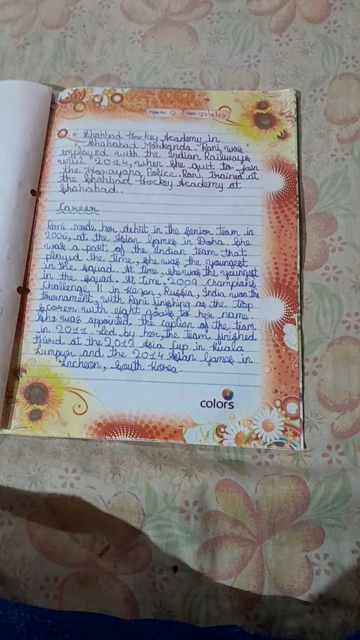 Page No. 2 Date
Shahbad Hockey Academy in
Shahabad Markanda. Rani was
employed with the Indian Railways
until 2014, when she quit to join
the Harayana Police. Rani trained at
the Shahbad Hockey Academy at
Shahabad.
Career
Rani made her debut in the senior team in
2006, at the Asian Games in Doha. She
was a part of the Indian team that
played the time, she was the youngest
in the squad. At time, she was the youngest
in the squad. At time, 2009 Champions
Challenge II in Kazan, Russia, India won the
tournament, with Rani finishing as the top
scorer with eight goals to her name
She was appointed the captian of the team
in 2011. Led by her, the team finished
third at the 2013 Asia Cup in Kuala
Lumpur and the 2014 Asian Games in
Incheon, South Korea.
colors